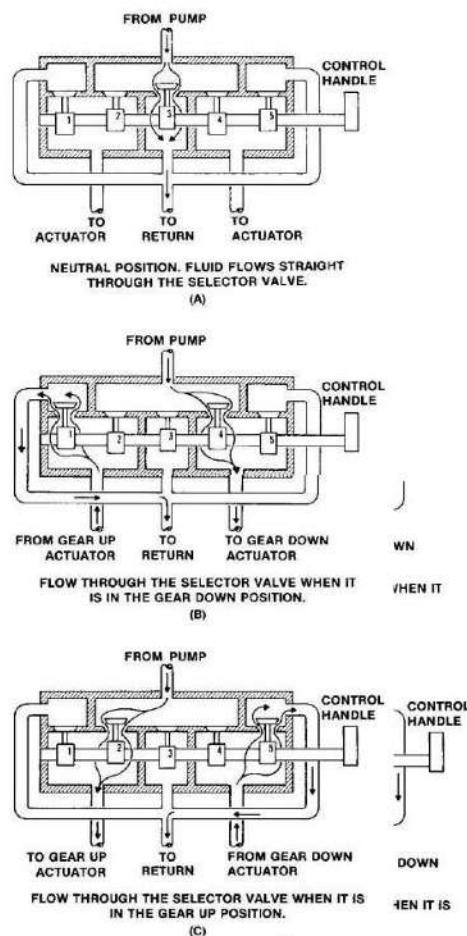 FROM PUMP
CONTROL
HANDLE
1 2 3 4 5
TO
ACTUATOR
TO
RETURN
TO
ACTUATOR
NEUTRAL POSITION. FLUID FLOWS STRAIGHT
THROUGH THE SELECTOR VALVE.
(A)
FROM PUMP
CONTROL
HANDLE
1 2 3 4 5
FROM GEAR UP
ACTUATOR
TO
RETURN
TO GEAR DOWN
ACTUATOR
OWN
FLOW THROUGH THE SELECTOR VALVE WHEN IT
IS IN THE GEAR DOWN POSITION.
WHEN IT
(B)
FROM PUMP
CONTROL
HANDLE
CONTROL
HANDLE
1 2 3 4 5
TO GEAR UP
ACTUATOR
TO
RETURN
FROM GEAR DOWN
ACTUATOR
DOWN
FLOW THROUGH THE SELECTOR VALVE WHEN IT IS
IN THE GEAR UP POSITION.
HEN IT IS
(C)